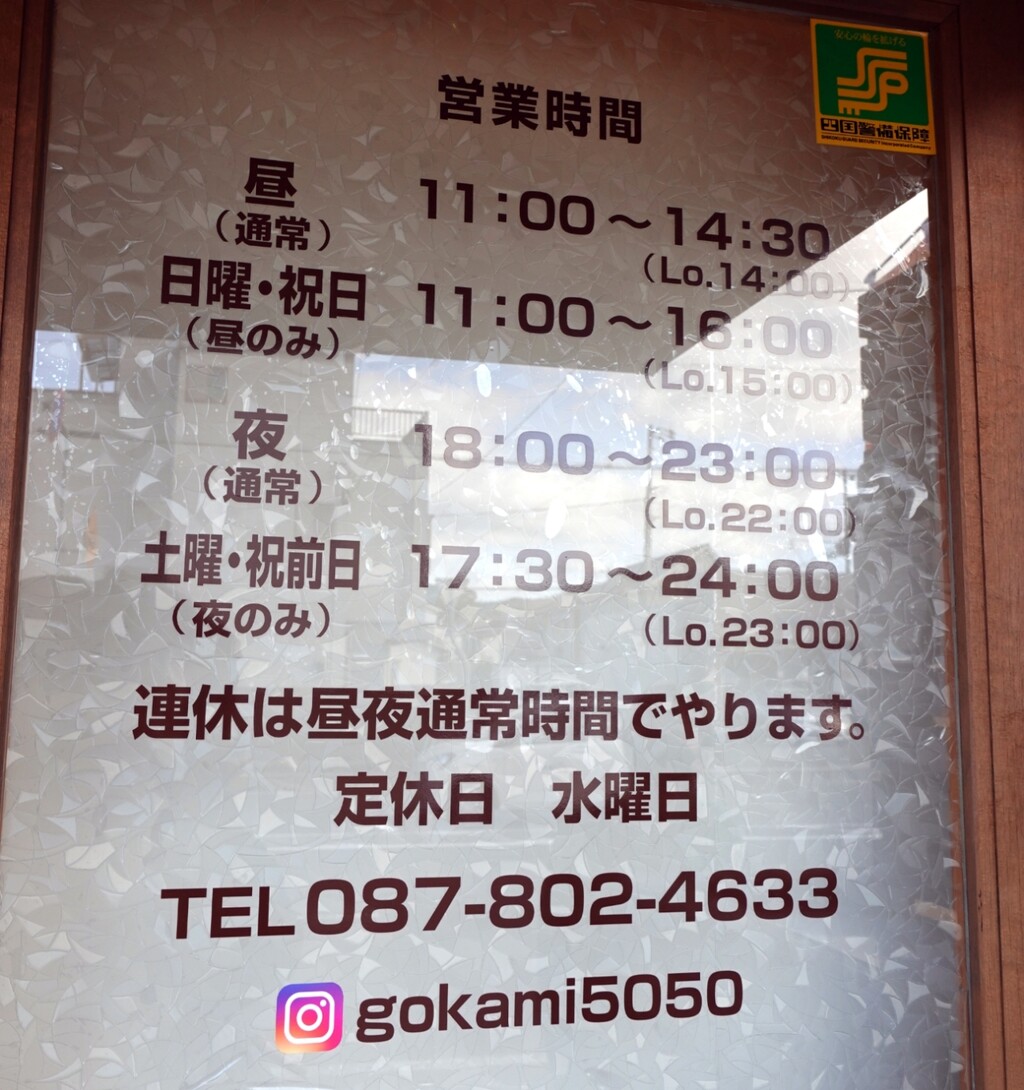 安心の輪を拡げる
四国警備保障
営業時間
昼 11:00～14:30
(通常) (Lo.14:00)
日曜・祝日 11:00～16:00
(昼のみ) (Lo.15:00)
夜 18:00～23:00
(通常) (Lo.22:00)
土曜・祝前日 17:30～24:00
(夜のみ) (Lo.23:00)
連休は昼夜通常時間でやります。
定休日 水曜日
TEL087-802-4633
gokami5050